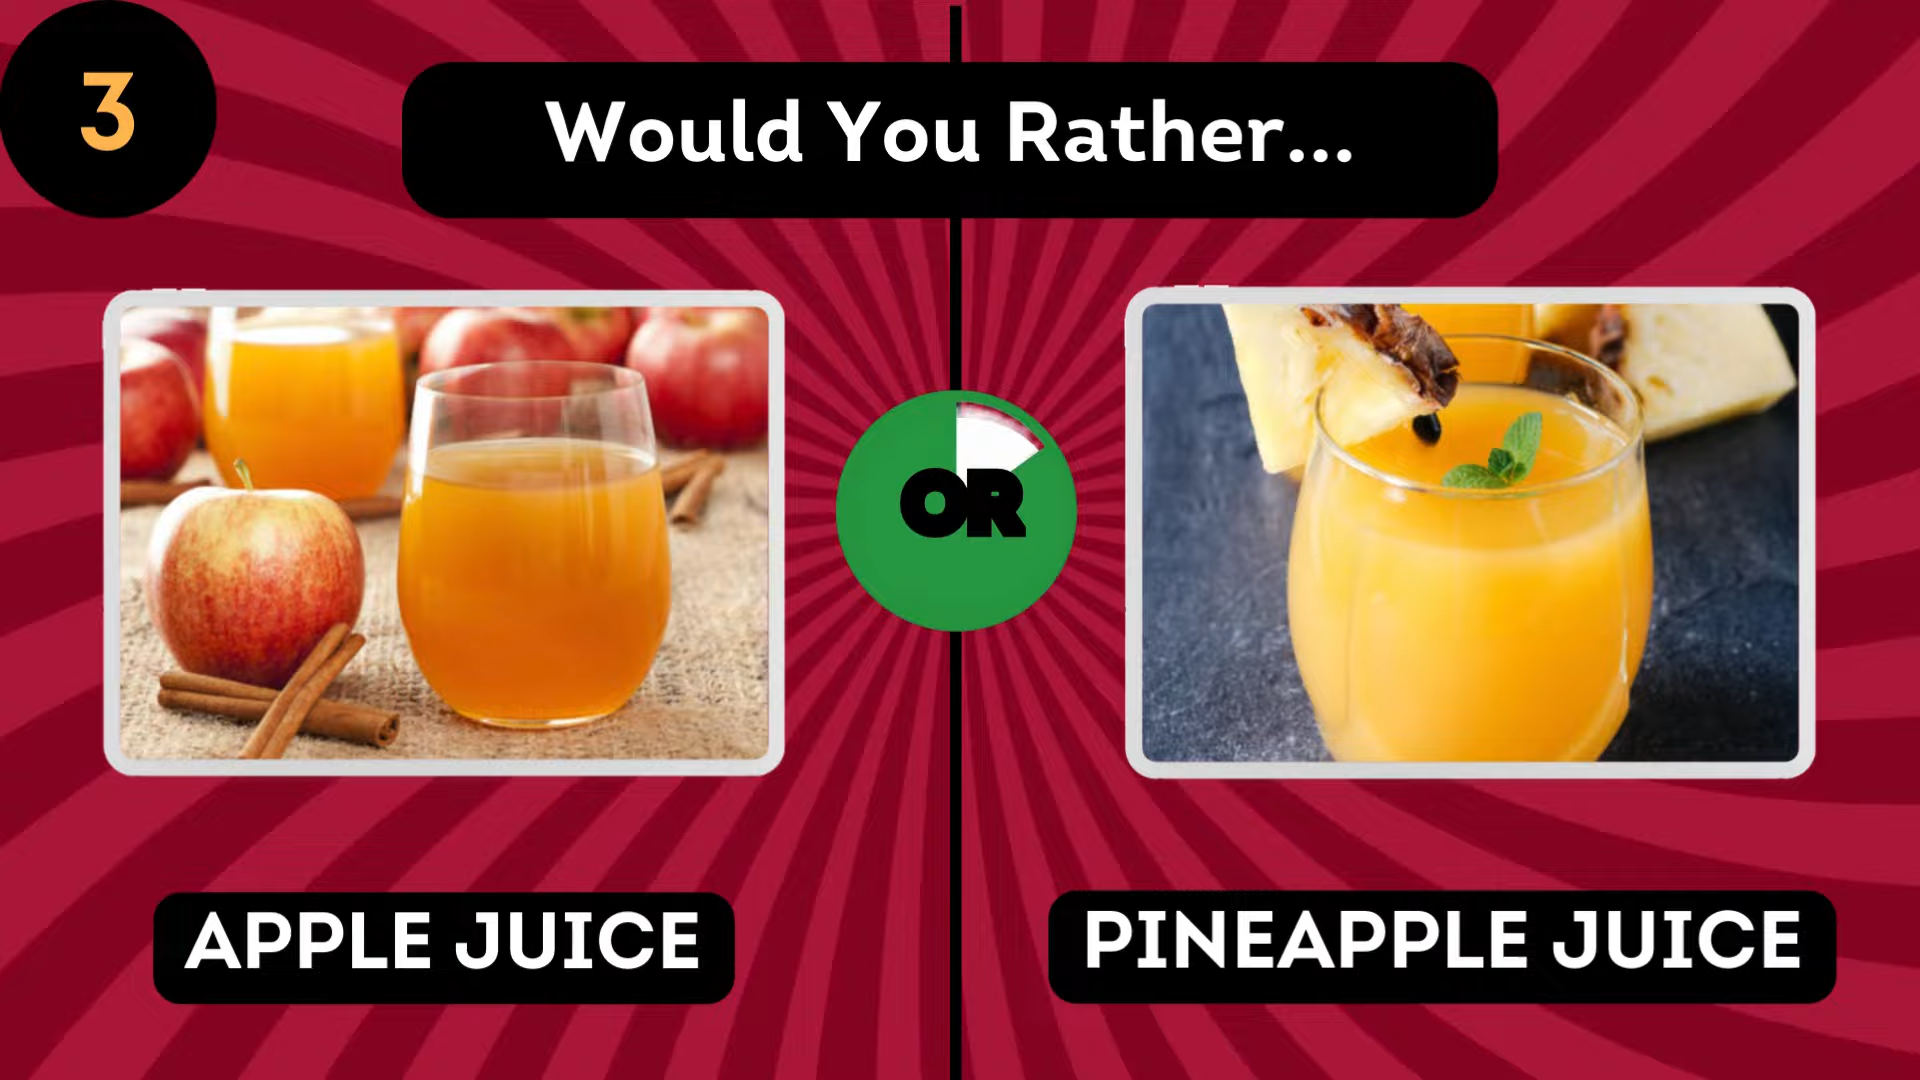 3
Would You Rather...
OR
APPLE JUICE
PINEAPPLE JUICE